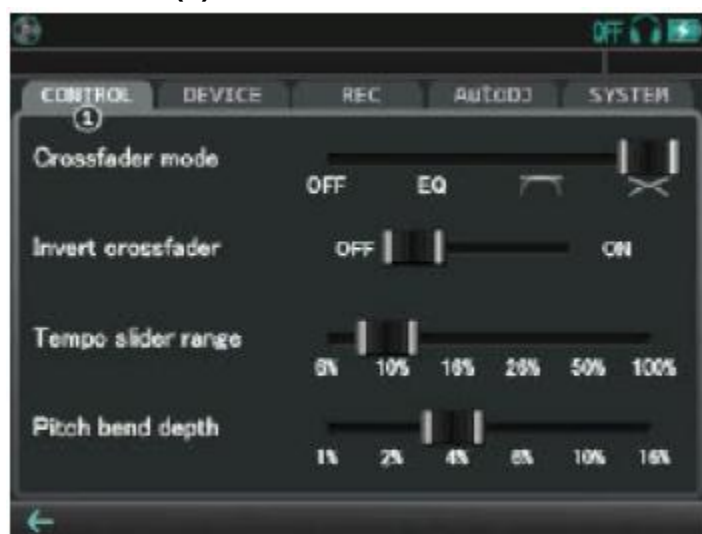 OFF
CONTROL DEVICE REC AUTODJ SYSTEM
1
Crossfader mode
OFF EQ
Invert crossfader OFF ON
Tempo slider range
6% 10% 16% 26% 50% 100%
Pitch bend depth
1% 2% 4% 8% 10% 16%